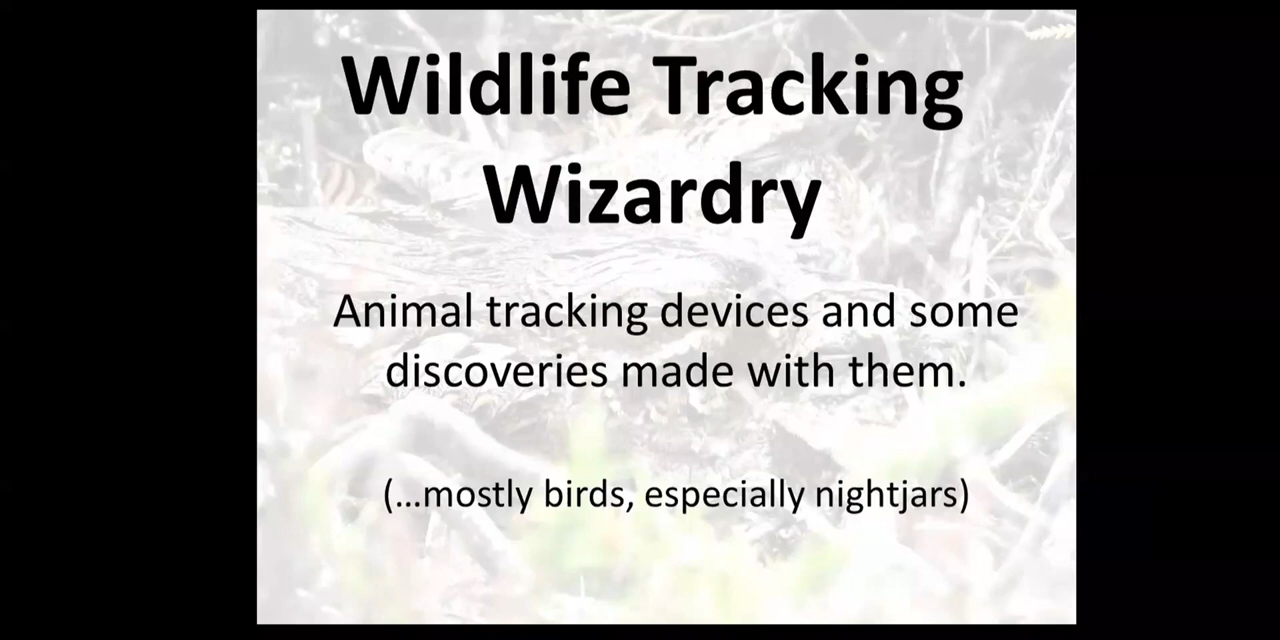 Wildlife Tracking
Wizardry
Animal tracking devices and some
discoveries made with them.
(...mostly birds, especially nightjars)